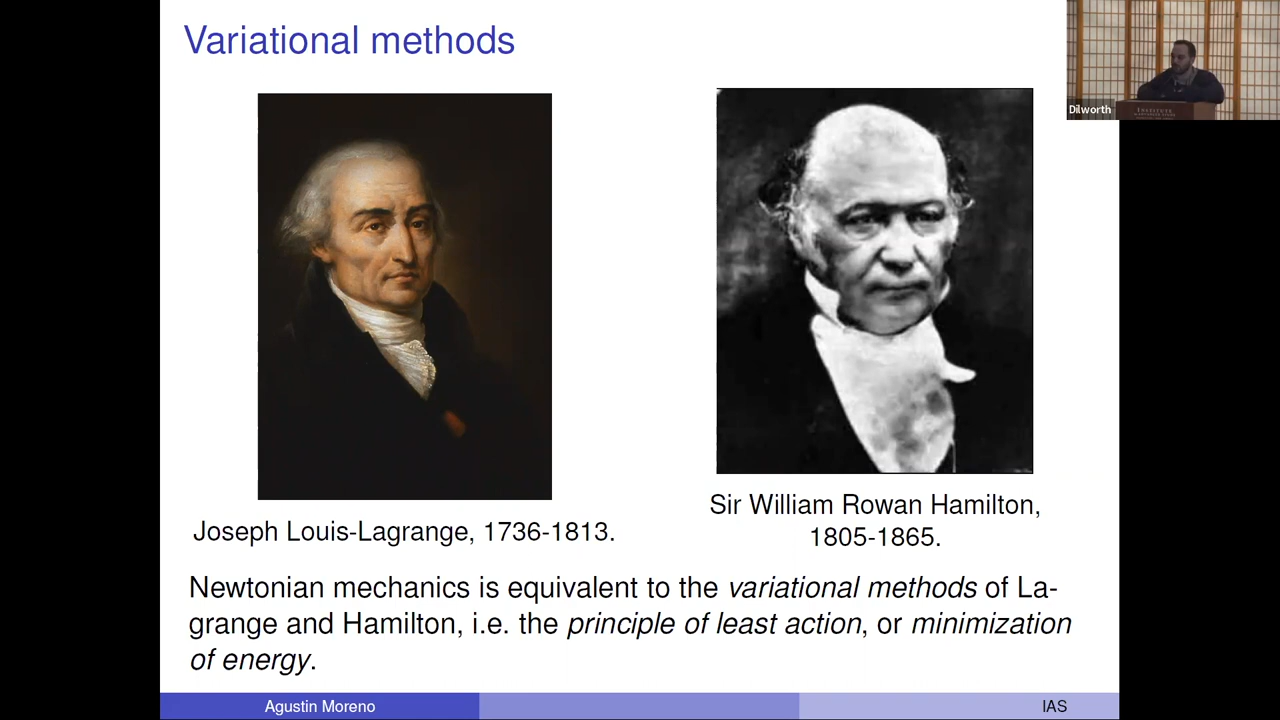 Variational methods
Dilworth
INSTITUTE
Joseph Louis-Lagrange, 1736-1813.
Sir William Rowan Hamilton,
1805-1865.
Newtonian mechanics is equivalent to the variational methods of La-
grange and Hamilton, i.e. the principle of least action, or minimization
of energy.
Agustin Moreno
IAS